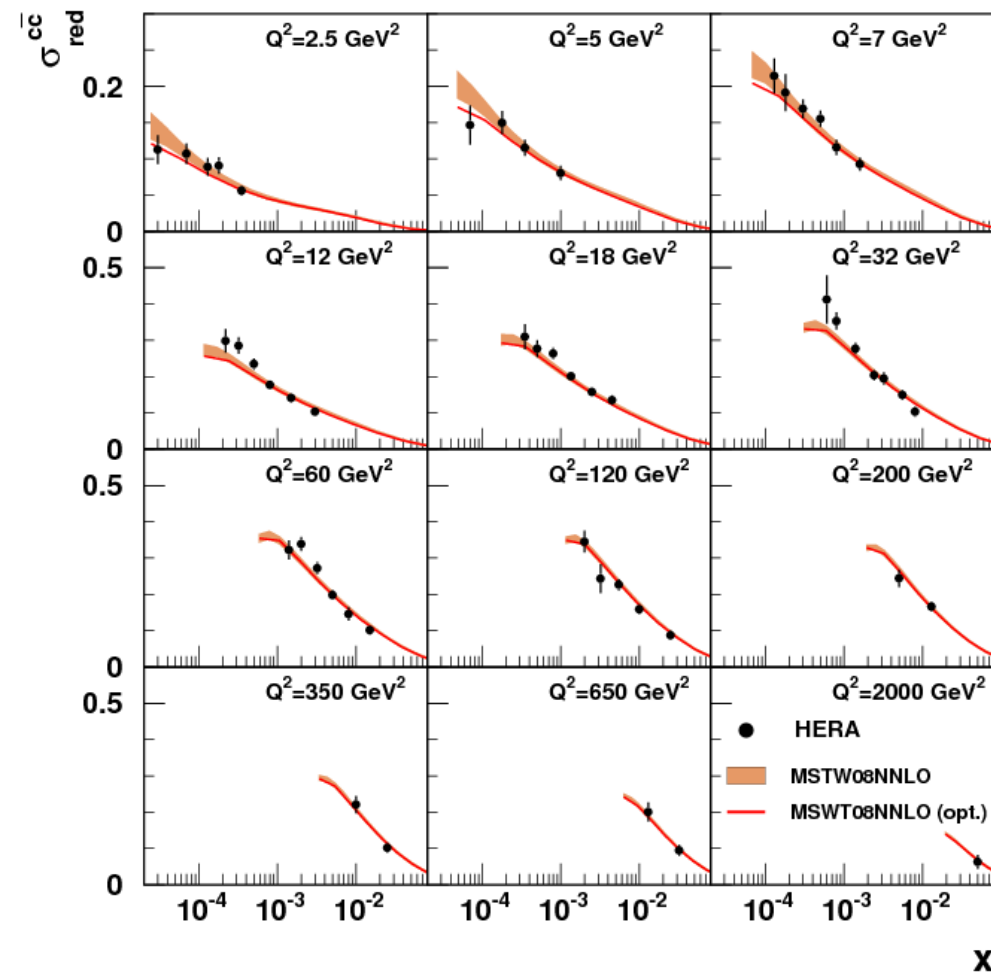 σ red cc̄
Q²=2.5 GeV² Q²=5 GeV² Q²=7 GeV²
0.2
0
Q²=12 GeV² Q²=18 GeV² Q²=32 GeV²
0.5
0
Q²=60 GeV² Q²=120 GeV² Q²=200 GeV²
0.5
0
Q²=350 GeV² Q²=650 GeV² Q²=2000 GeV²
0.5
HERA
MSTW08NNLO
MSWT08NNLO (opt.)
0
10⁻⁴ 10⁻³ 10⁻² 10⁻⁴ 10⁻³ 10⁻² 10⁻⁴ 10⁻³ 10⁻²
x